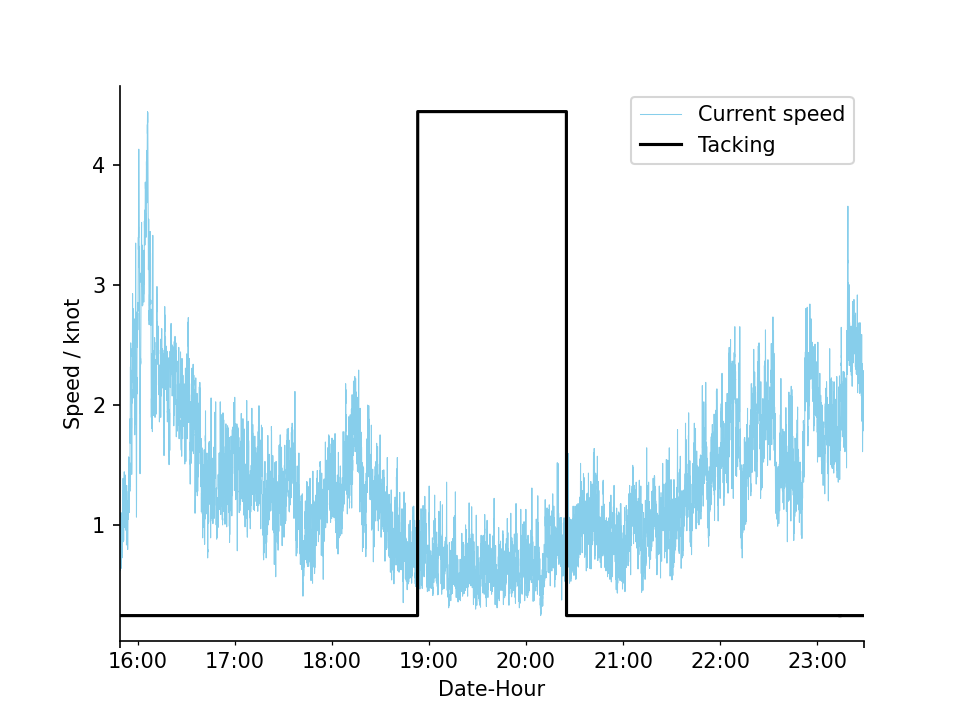 Current speed
Tacking
4
3
2
1
Speed / knot
16:00 17:00 18:00 19:00 20:00 21:00 22:00 23:00
Date-Hour